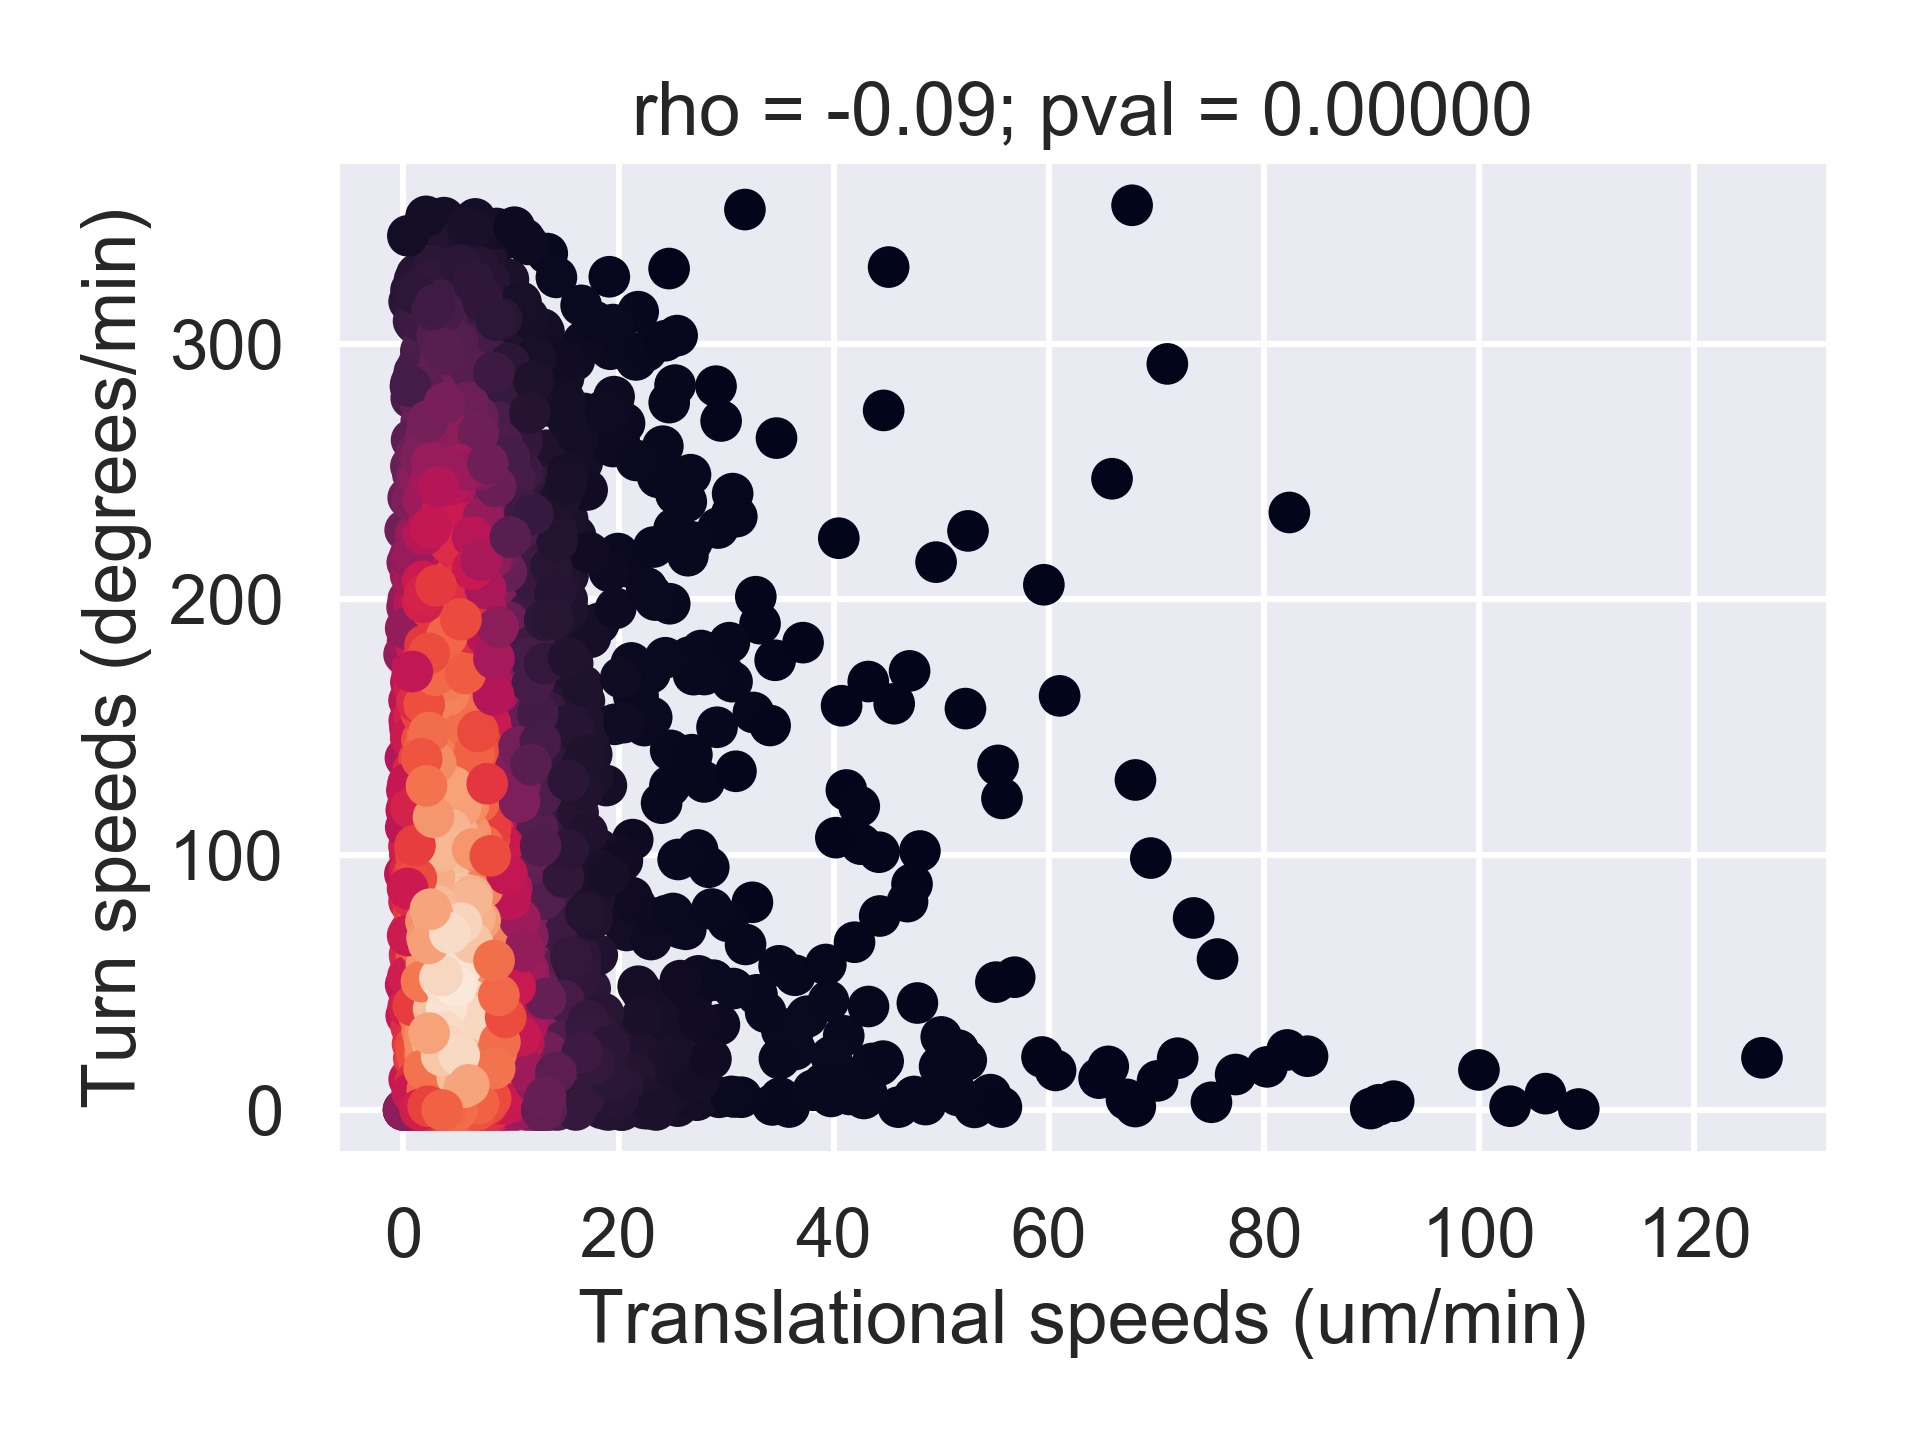 rho = -0.09; pval = 0.00000
Turn speeds (degrees/min)
300
200
100
0
0 20 40 60 80 100 120
Translational speeds (um/min)